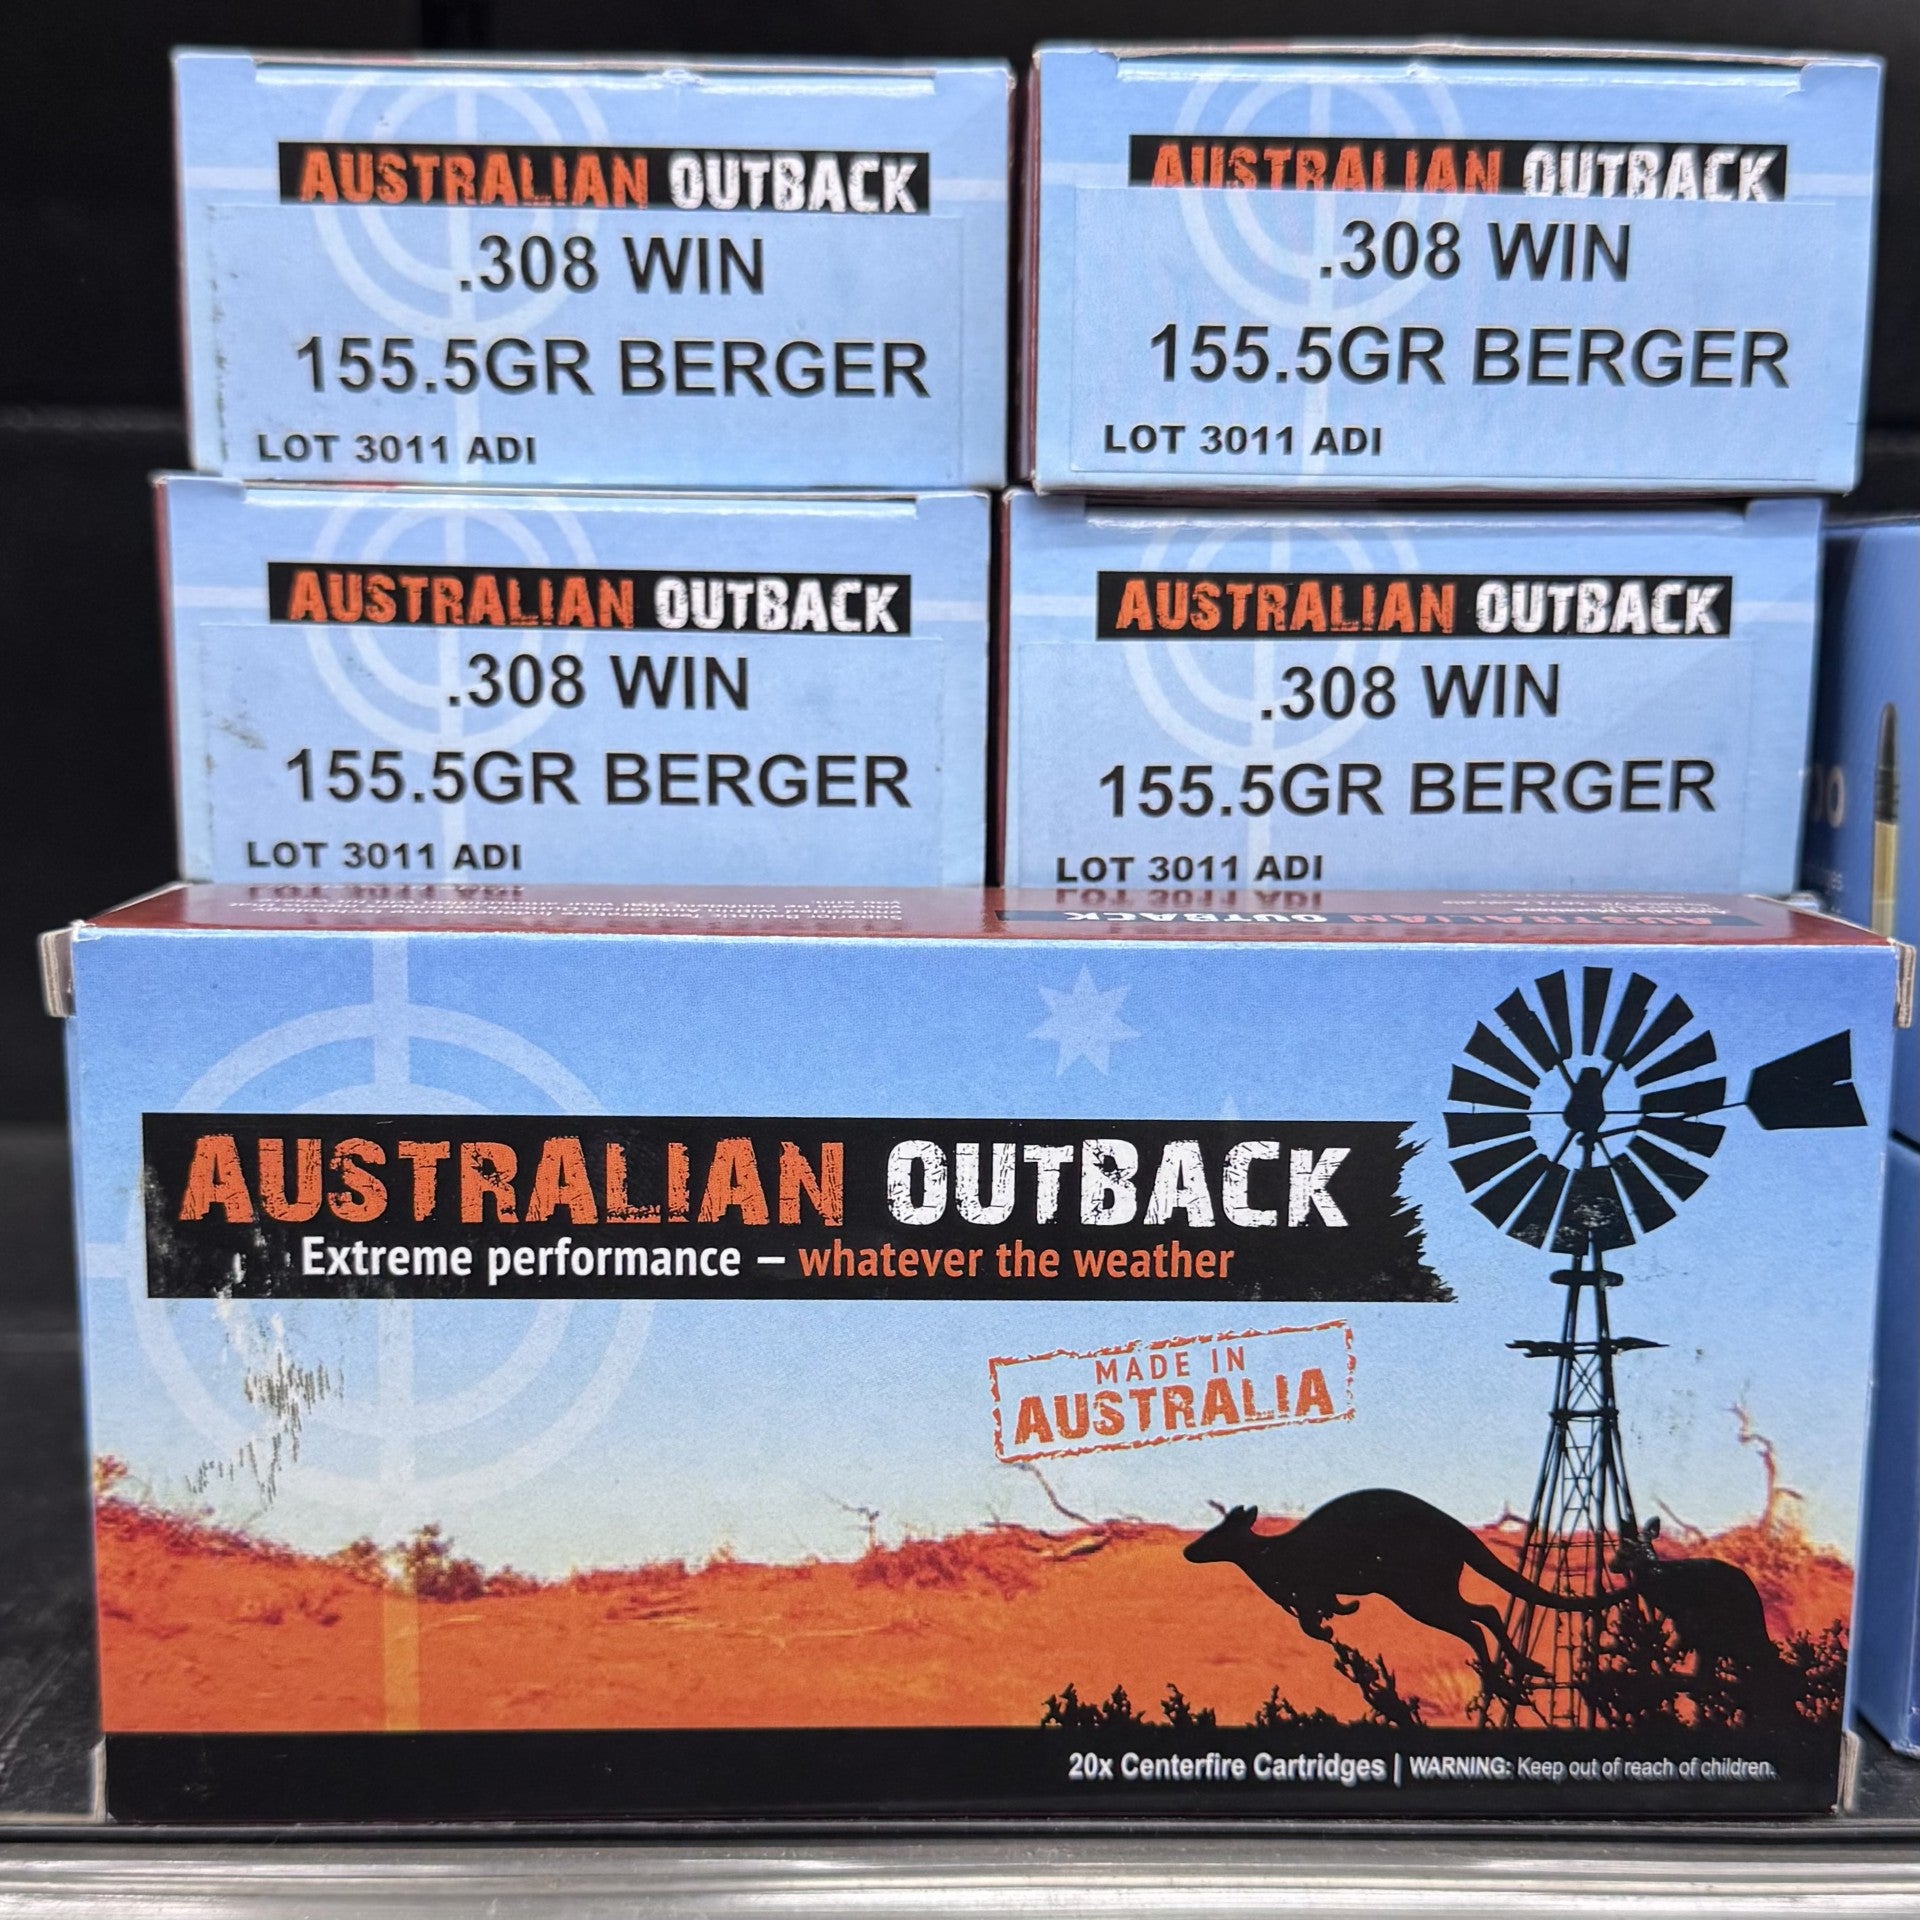 AUSTRALIAN OUTBACK
.308 WIN
155.5GR BERGER
LOT 3011 ADI
AUSTRALIAN OUTBACK
.308 WIN
155.5GR BERGER
LOT 3011 ADI
AUSTRALIAN OUTBACK
.308 WIN
155.5GR BERGER
LOT 3011 ADI
AUSTRALIAN OUTBACK
.308 WIN
155.5GR BERGER
LOT 3011 ADI
AUSTRALIAN OUTBACK
AUSTRALIAN OUTBACK
Extreme performance – whatever the weather
MADE IN
AUSTRALIA
20x Centerfire Cartridges | WARNING: Keep out of reach of children.